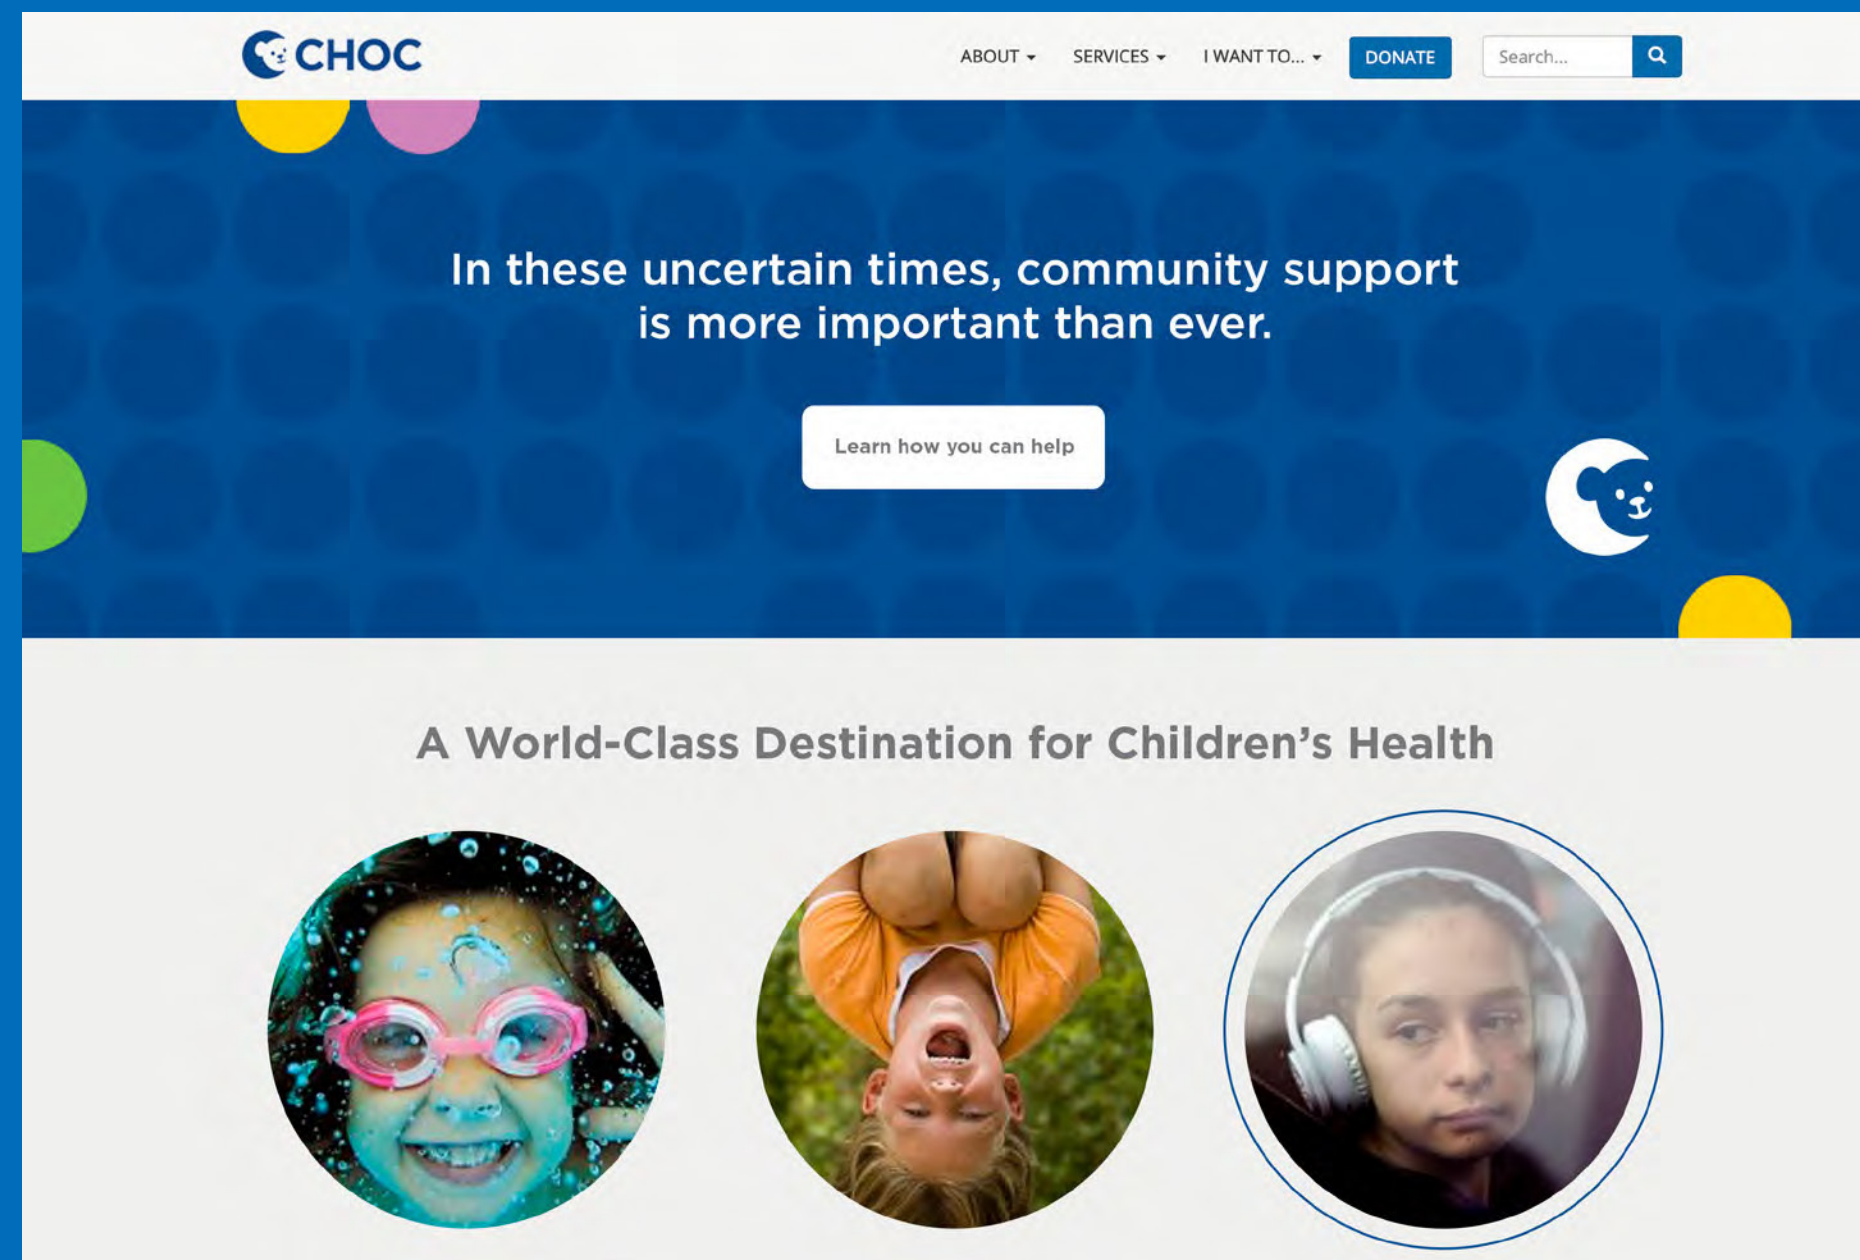 CHOC
ABOUT
SERVICES
I WANT TO...
DONATE
Search...
In these uncertain times, community support
is more important than ever.
Learn how you can help
A World-Class Destination for Children’s Health